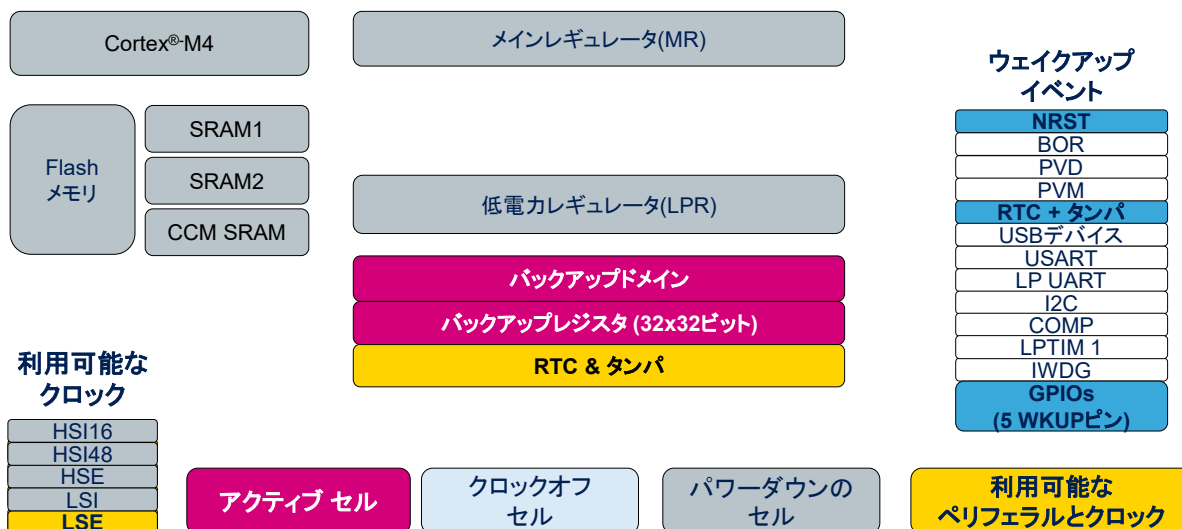 Cortex®-M4
メインレギュレータ(MR)
Flash
メモリ
SRAM1
SRAM2
CCM SRAM
低電力レギュレータ(LPR)
バックアップドメイン
バックアップレジスタ (32x32ビット)
RTC & タンパ
ウェイクアップ
イベント
NRST
BOR
PVD
PVM
RTC + タンパ
USBデバイス
USART
LP UART
I2C
COMP
LPTIM 1
IWDG
GPIOs
(5 WKUPピン)
利用可能な
クロック
HSI16
HSI48
HSE
LSI
LSE
アクティブ セル
クロックオフ
セル
パワーダウンの
セル
利用可能な
ペリフェラルとクロック